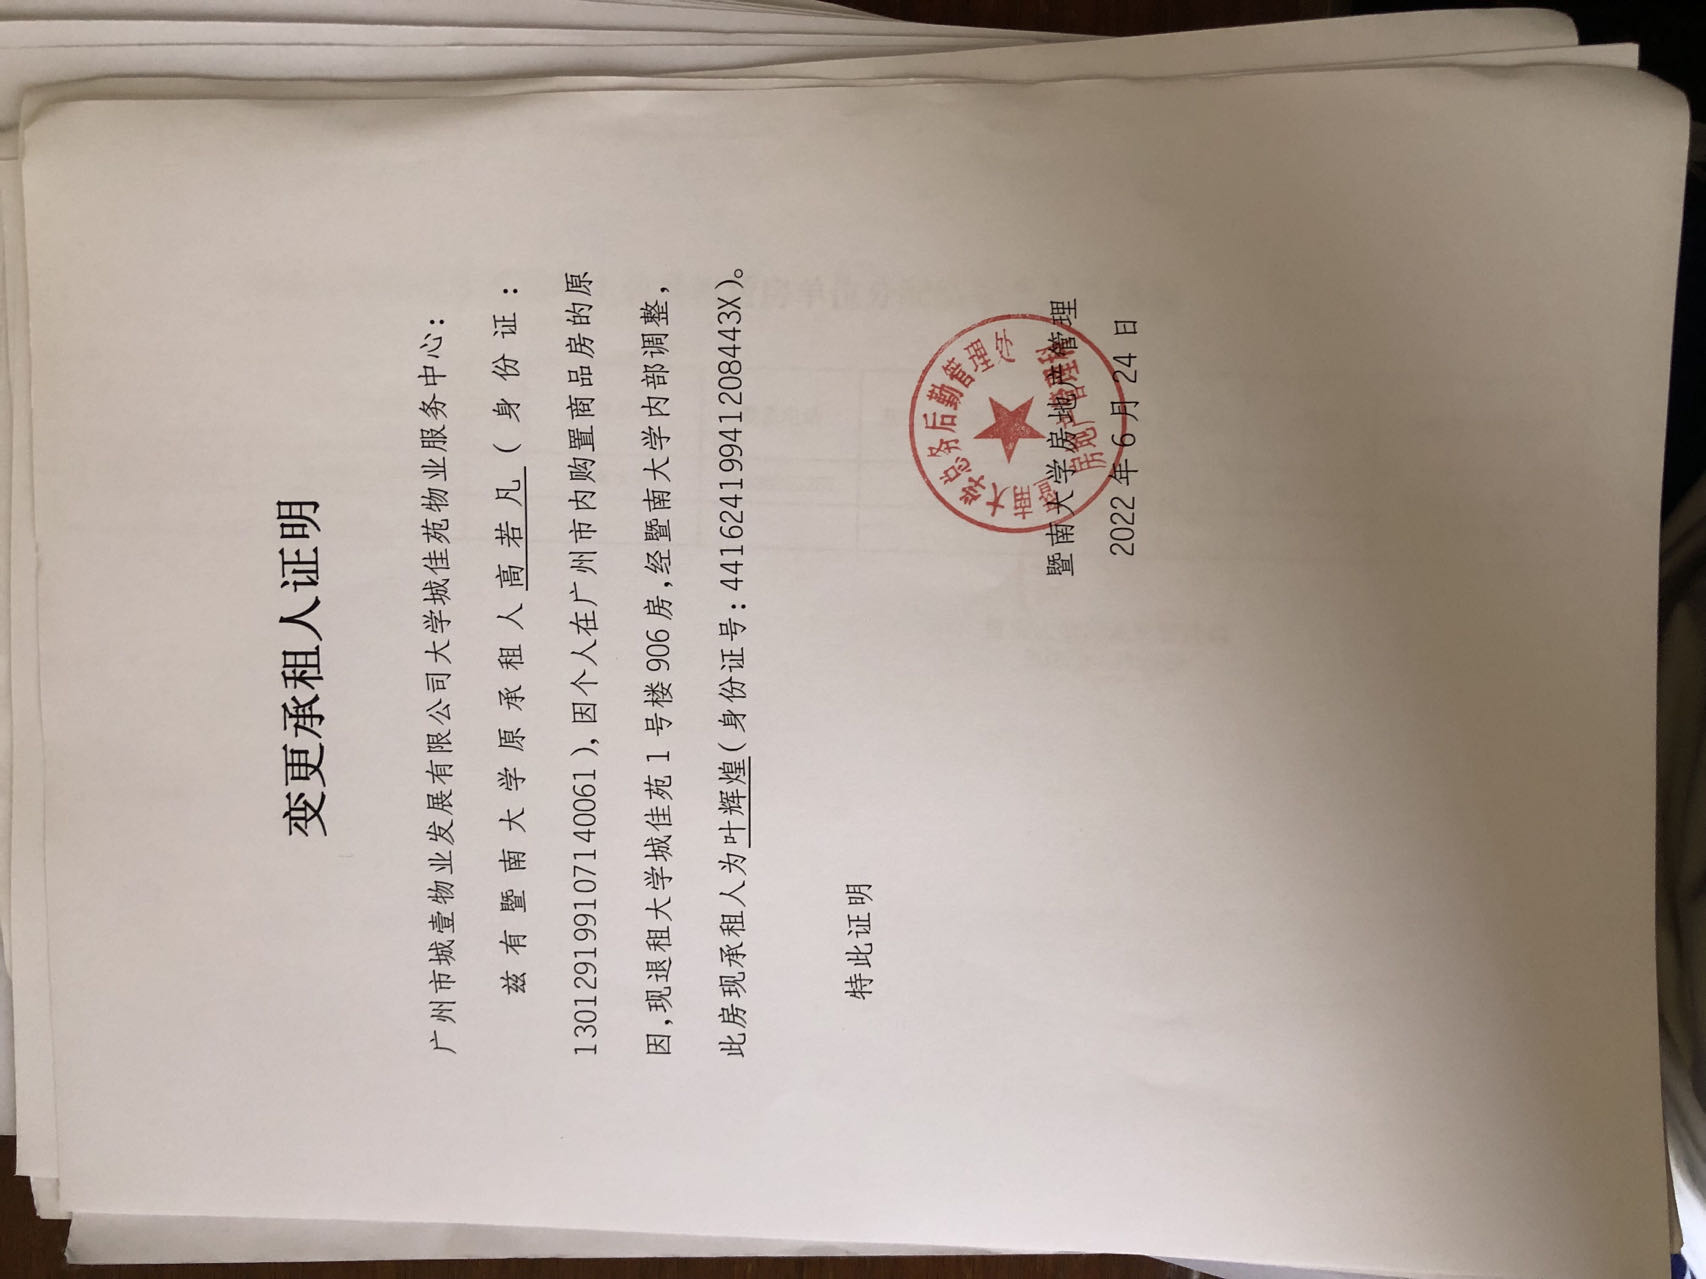 变更承租人证明
广州市城壹物业发展有限公司大学城佳苑物业服务中心：
兹有暨南大学原承租人高若凡（身份证：
130129199107140061），因个人在广州市内购置商品房的原
因，现退租大学城佳苑1号楼906房，经暨南大学内部调整，
此房现承租人为叶辉煌（身份证号：44162419941208443X）。
特此证明
暨南大学总务后勤管理处
房地产管理科
暨南大学房地产管理
2022年6月24日